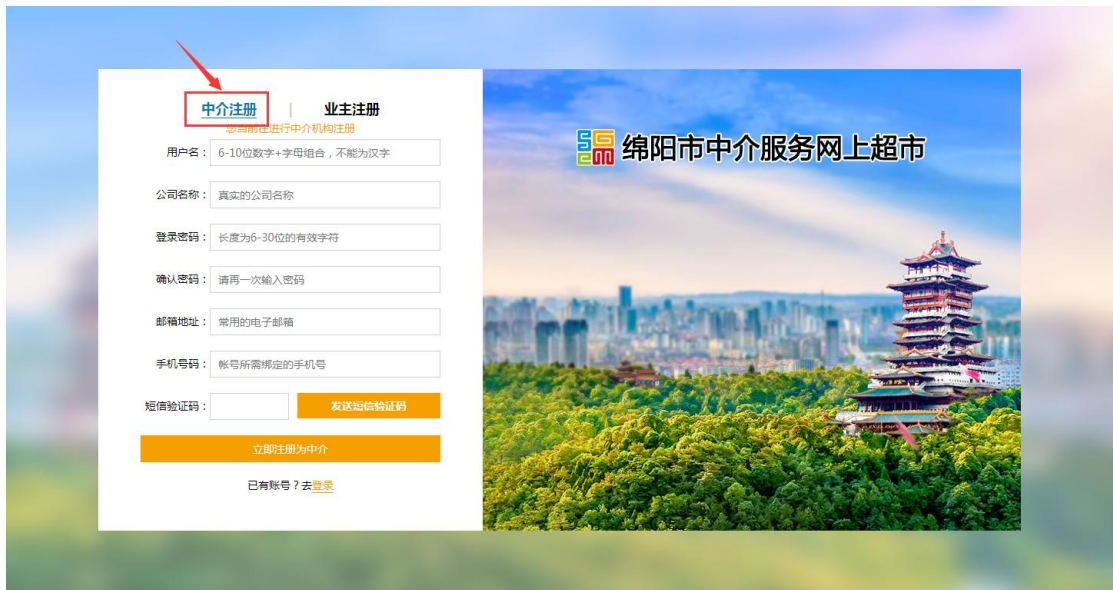 中介注册 | 业主注册
您当前在进行中介机构注册
用户名： 6-10位数字+字母组合，不能为汉字
公司名称： 真实的公司名称
登录密码： 长度为6-30位的有效字符
确认密码： 请再一次输入密码
邮箱地址： 常用的电子邮箱
手机号码： 帐号所需绑定的手机号
短信验证码： 发送短信验证码
立即注册为中介
已有账号？去登录
绵阳市中介服务网上超市